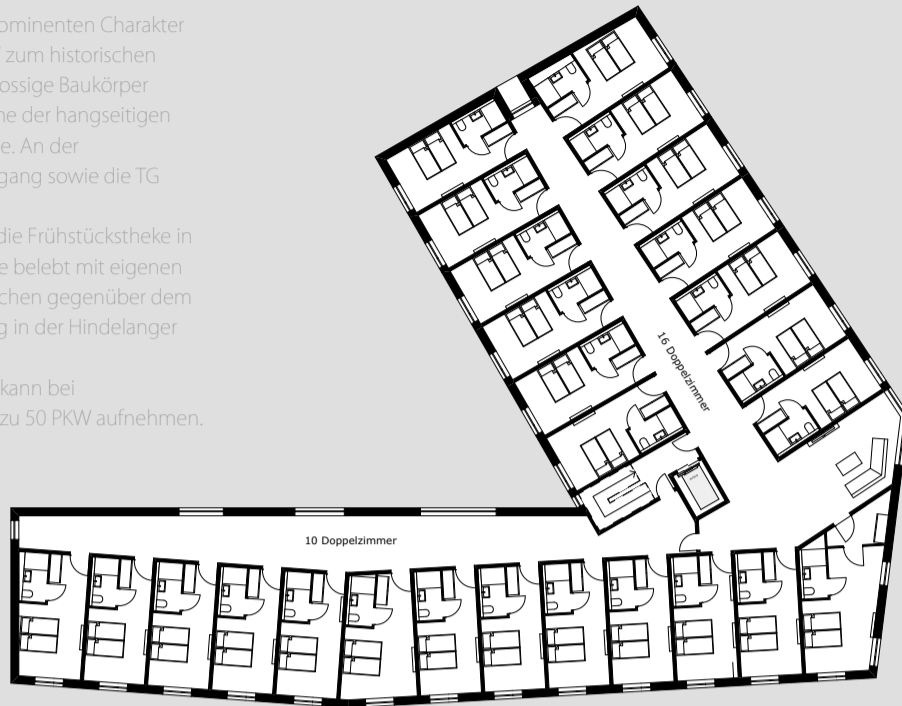 ominenten Charakter
zum historischen
ossige Baukörper
ne der hangseitigen
e. An der
gang sowie die TG
die Frühstückstheke in
e belebt mit eigenen
chen gegenüber dem
g in der Hindelanger
kann bei
zu 50 PKW aufnehmen.
16 Doppelzimmer
10 Doppelzimmer